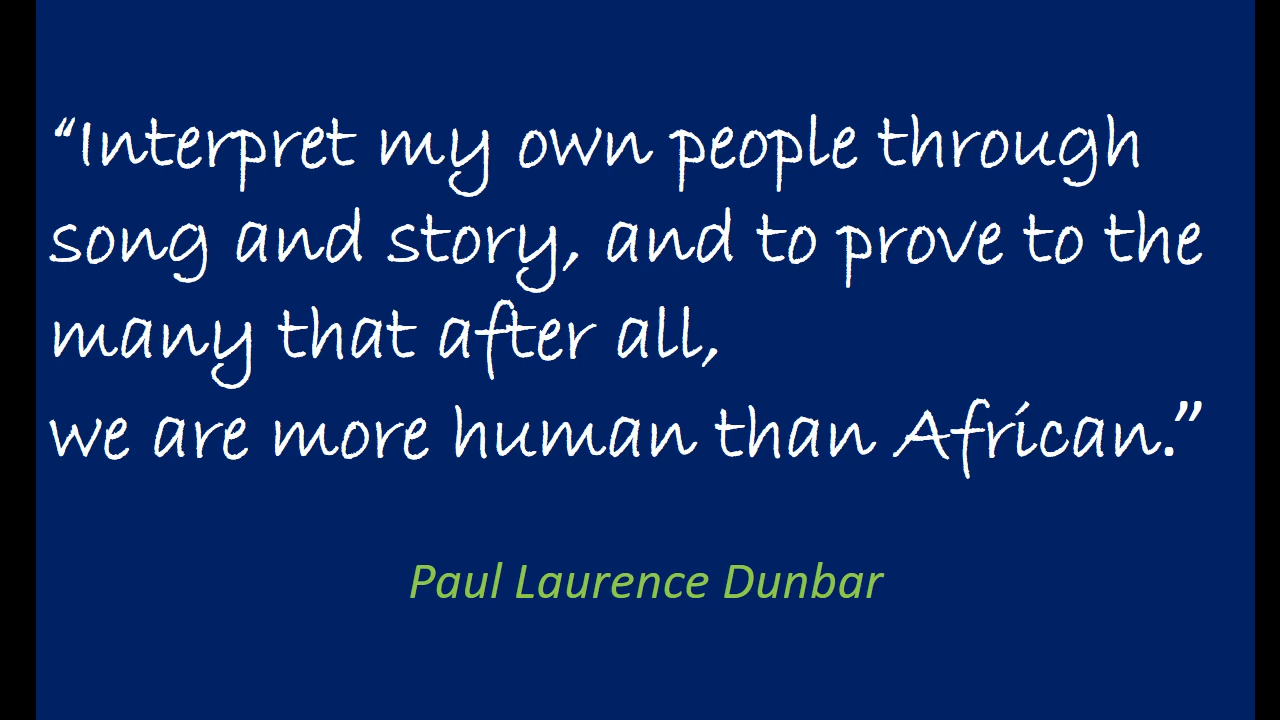 “Interpret my own people through
song and story, and to prove to the
many that after all,
we are more human than African.”
Paul Laurence Dunbar